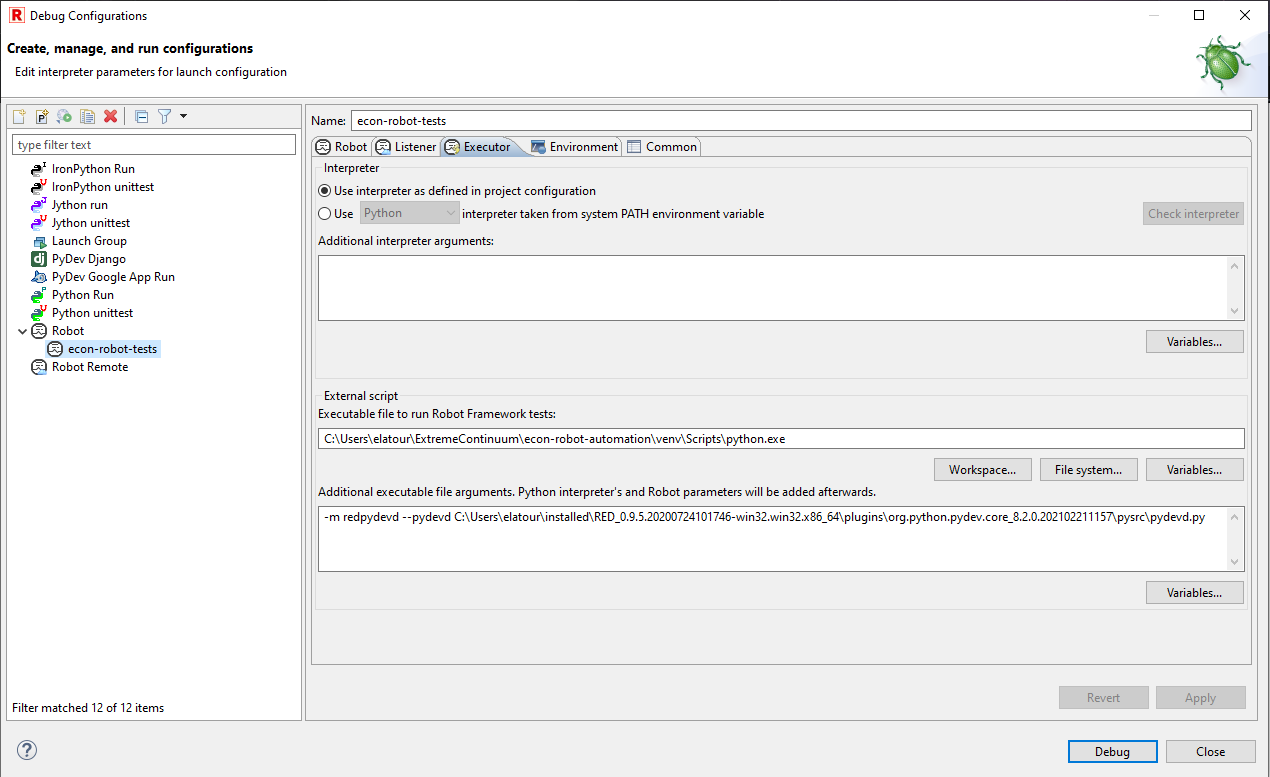 Debug Configurations
Create, manage, and run configurations
Edit interpreter parameters for launch configuration
type filter text
IronPython Run
IronPython unittest
Jython run
Jython unittest
Launch Group
PyDev Django
PyDev Google App Run
Python Run
Python unittest
Robot
econ-robot-tests
Robot Remote
Filter matched 12 of 12 items
Name: econ-robot-tests
Robot Listener Executor Environment Common
Interpreter
Use interpreter as defined in project configuration
Use Python interpreter taken from system PATH environment variable Check interpreter
Additional interpreter arguments:
Variables...
External script
Executable file to run Robot Framework tests:
C:\Users\elatour\ExtremeContinuum\econ-robot-automation\venv\Scripts\python.exe
Workspace... File system... Variables...
Additional executable file arguments. Python interpreter's and Robot parameters will be added afterwards.
-m redpydevd --pydevd C:\Users\elatour\installed\RED_0.9.5.20200724101746-win32.win32.x86_64\plugins\org.python.pydev.core_8.2.0.202102211157\pysrc\pydevd.py
Variables...
Revert Apply
Debug Close